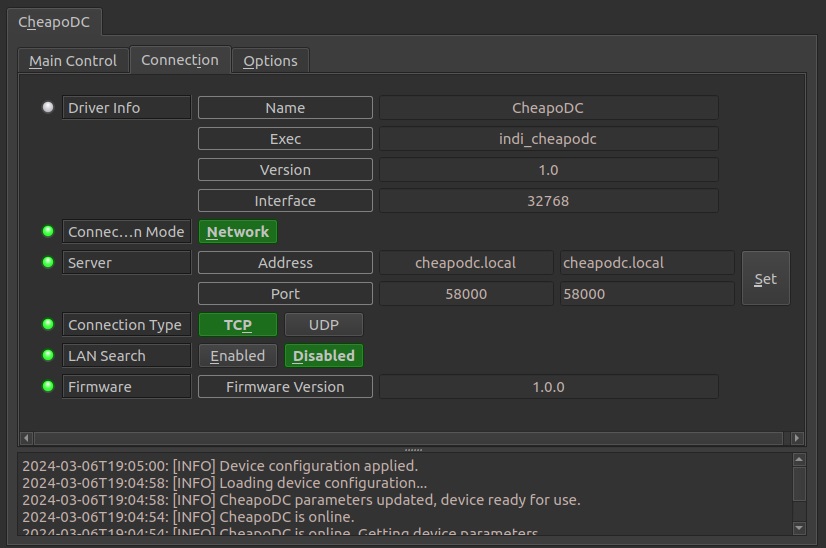 CheapoDC
Main Control Connection Options
Driver Info Name CheapoDC
Exec indi_cheapodc
Version 1.0
Interface 32768
Connec...n Mode Network
Server Address cheapodc.local cheapodc.local
Set
Port 58000 58000
Connection Type TCP UDP
LAN Search Enabled Disabled
Firmware Firmware Version 1.0.0
2024-03-06T19:05:00: [INFO] Device configuration applied.
2024-03-06T19:04:58: [INFO] Loading device configuration...
2024-03-06T19:04:58: [INFO] CheapoDC parameters updated, device ready for use.
2024-03-06T19:04:54: [INFO] CheapoDC is online.
2024-03-06T19:04:54: [INFO] CheapoDC is online. Getting device parameters